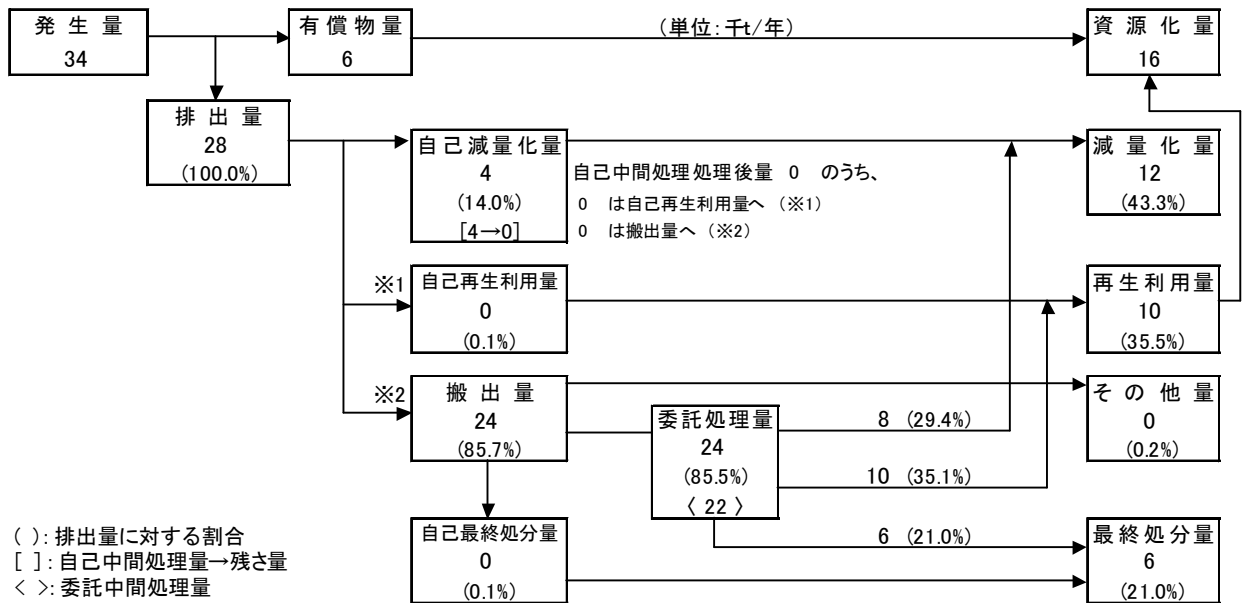 発生量
34
有償物量
6
(単位:千t/年)
資源化量
16
排出量
28
(100.0%)
自己減量化量
4
(14.0%)
[4→0]
自己中間処理処理後量 0 のうち、
0 は自己再生利用量へ (※1)
0 は搬出量へ (※2)
減量化量
12
(43.3%)
※1
自己再生利用量
0
(0.1%)
再生利用量
10
(35.5%)
※2
搬出量
24
(85.7%)
委託処理量
24
(85.5%)
〈 22 〉
8 (29.4%)
10 (35.1%)
6 (21.0%)
その他量
0
(0.2%)
自己最終処分量
0
(0.1%)
最終処分量
6
(21.0%)
( ): 排出量に対する割合
[ ]: 自己中間処理量→残さ量
< >: 委託中間処理量